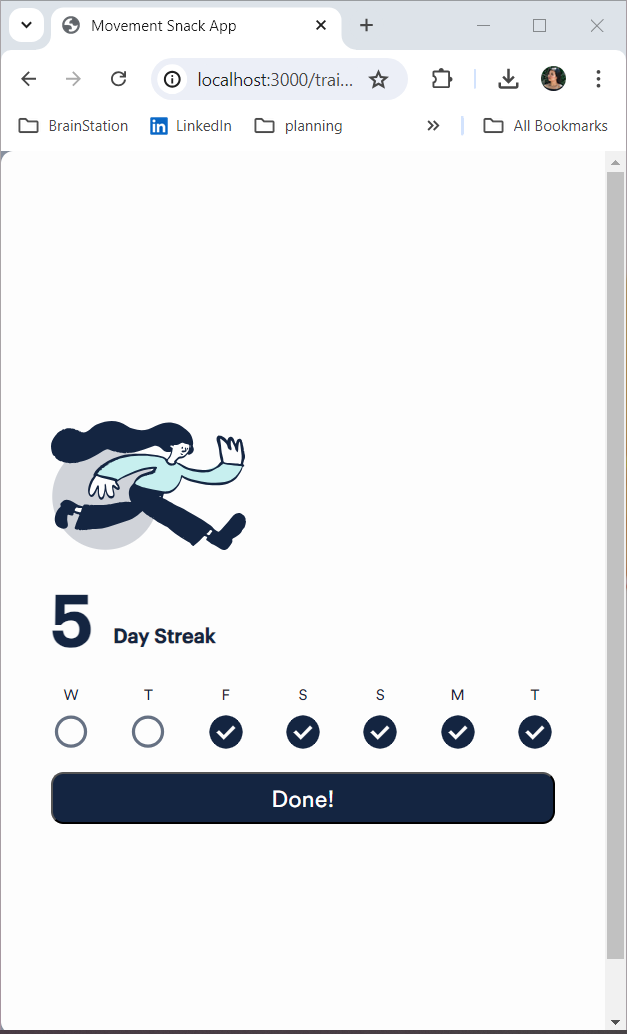 Movement Snack App
localhost:3000/trai...
BrainStation LinkedIn planning All Bookmarks
5 Day Streak
W T F S S M T
Done!